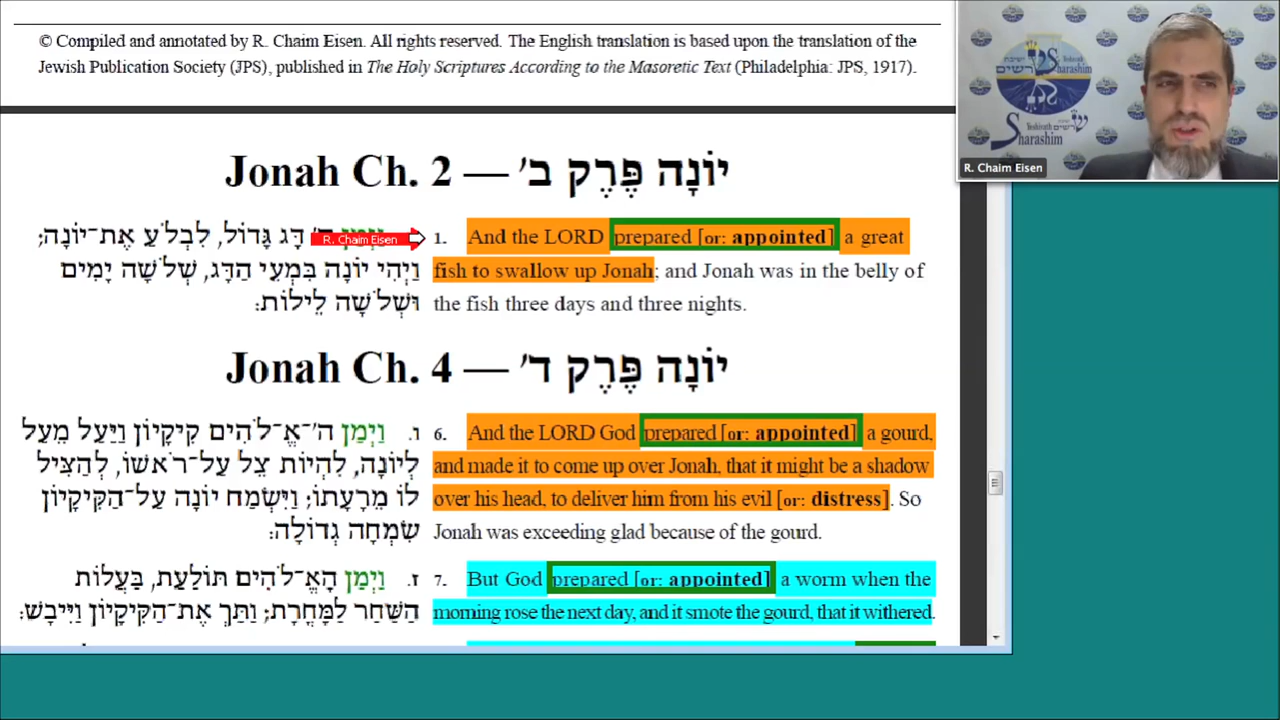 © Compiled and annotated by R. Chaim Eisen. All rights reserved. The English translation is based upon the translation of the
Jewish Publication Society (JPS), published in The Holy Scriptures According to the Masoretic Text (Philadelphia: JPS, 1917).
Jonah Ch. 2 — יוֹנָה פֶּרֶק ב׳
דָּג גָּדוֹל, לִבְלֹעַ אֶת־יוֹנָה;
וַיְהִי יוֹנָה בִּמְעֵי הַדָּג, שְׁלֹשָׁה יָמִים
וּשְׁלֹשָׁה לֵילוֹת:
R. Chaim Eisen
1. And the LORD prepared [or: appointed] a great
fish to swallow up Jonah; and Jonah was in the belly of
the fish three days and three nights.
Jonah Ch. 4 — יוֹנָה פֶּרֶק ד׳
ו. וַיְמַן ה׳־אֱ־לֹהִים קִיקָיוֹן וַיַּעַל מֵעַל
לְיוֹנָה, לִהְיוֹת צֵל עַל־רֹאשׁוֹ, לְהַצִּיל
לוֹ מֵרָעָתוֹ; וַיִּשְׂמַח יוֹנָה עַל־הַקִּיקָיוֹן
שִׂמְחָה גְדוֹלָה:
6. And the LORD God prepared [or: appointed] a gourd,
and made it to come up over Jonah, that it might be a shadow
over his head, to deliver him from his evil [or: distress]. So
Jonah was exceeding glad because of the gourd.
ז. וַיְמַן הָאֱ־לֹהִים תּוֹלַעַת, בַּעֲלוֹת
הַשַּׁחַר לַמָּחֳרָת; וַתַּךְ אֶת־הַקִּיקָיוֹן וַיִּיבָשׁ:
7. But God prepared [or: appointed] a worm when the
morning rose the next day, and it smote the gourd, that it withered.
Sharashim
Yeshivath שרשים
Sharashim
R. Chaim Eisen